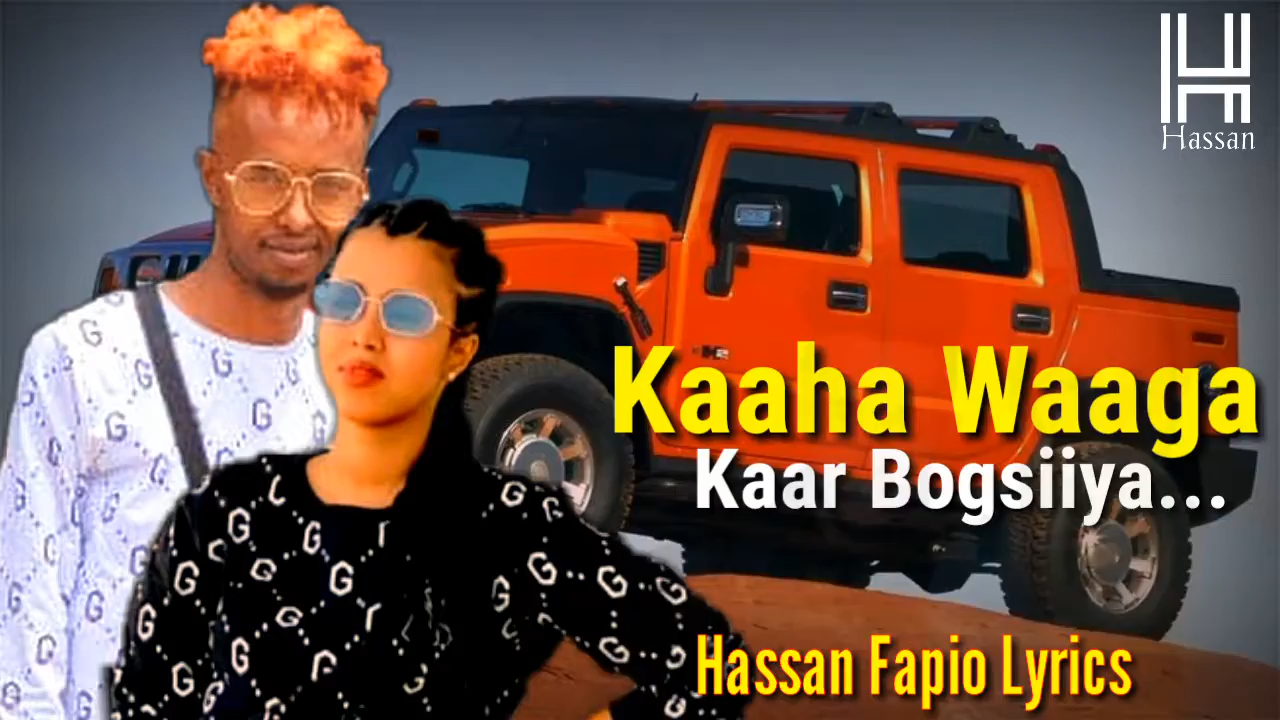 Hassan
Kaaha Waaga
Kaar Bogsiiya...
Hassan Fapio Lyrics